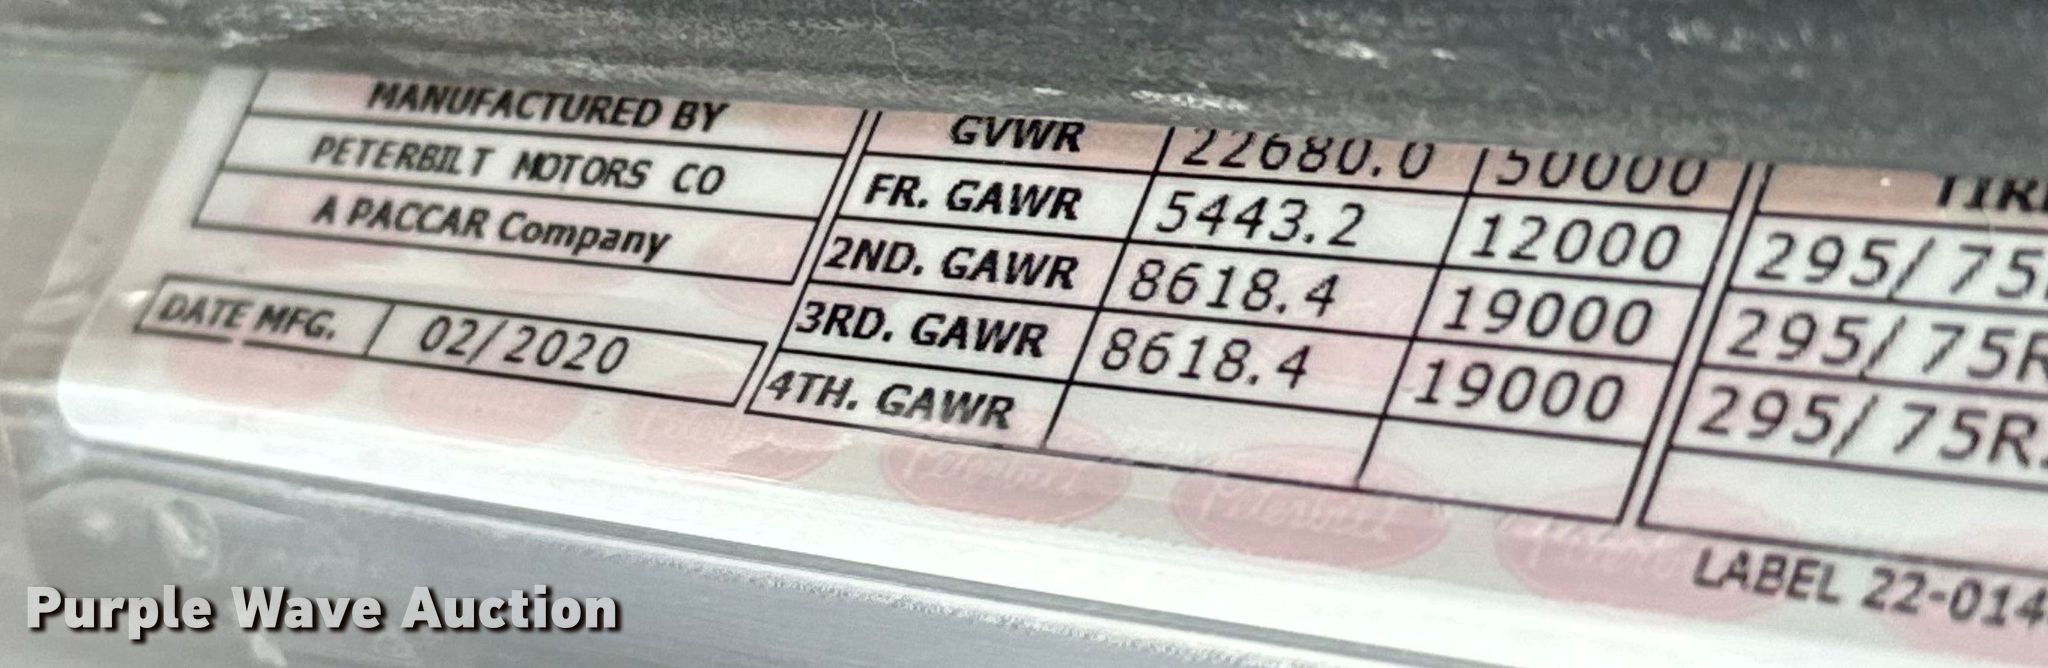 MANUFACTURED BY
PETERBILT MOTORS CO
A PACCAR Company
DATE MFG. 02/2020
GVWR 22680.0 50000
FR. GAWR 5443.2 12000 295/75
2ND. GAWR 8618.4 19000 295/75R
3RD. GAWR 8618.4 19000 295/75R.
4TH. GAWR
LABEL 22-014
Peterbilt
Peterbilt
Purple Wave Auction